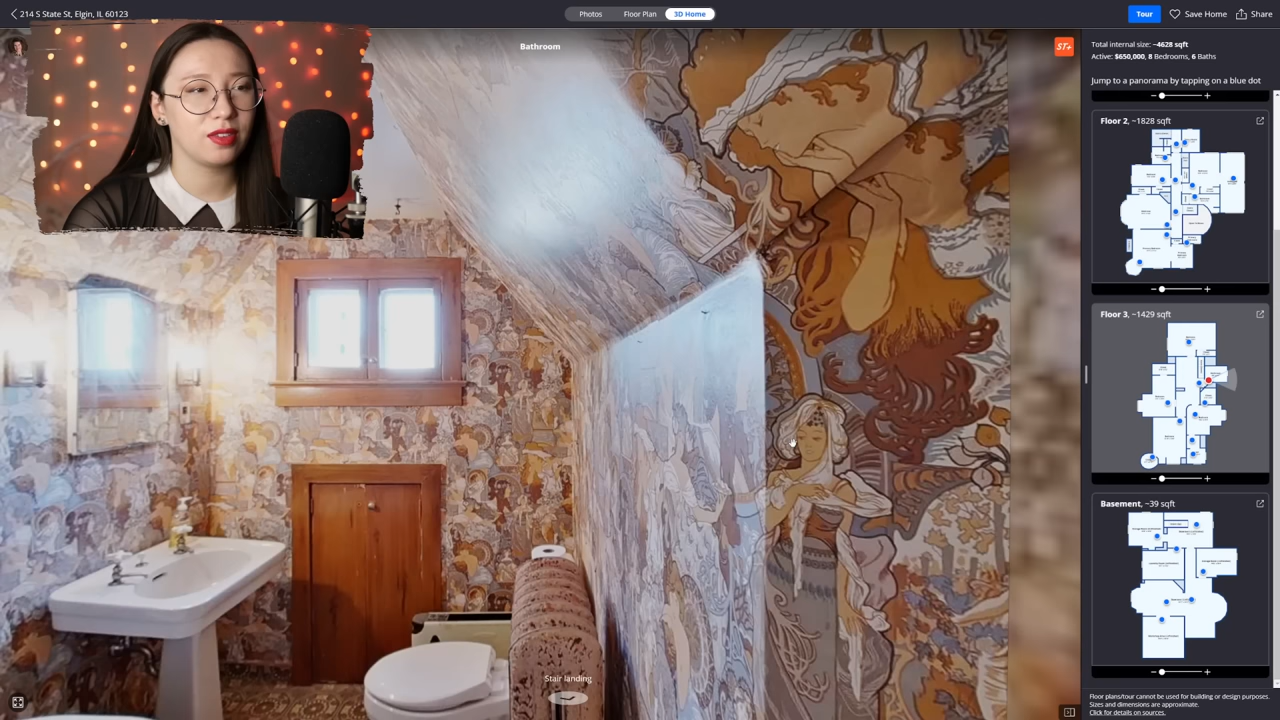 214 S State St, Elgin, IL 60123
Photos
Floor Plan
3D Home
Tour
Save Home
Share
Bathroom
ST+
Total internal size: ~4628 sqft
Active: $650,000, 8 Bedrooms, 6 Baths
Jump to a panorama by tapping on a blue dot
Floor 2, ~1828 sqft
Floor 3, ~1429 sqft
Basement, ~39 sqft
Stair landing
Floor plans/tour cannot be used for building or design purposes.
Sizes and dimensions are approximate.
Click for details on sources.